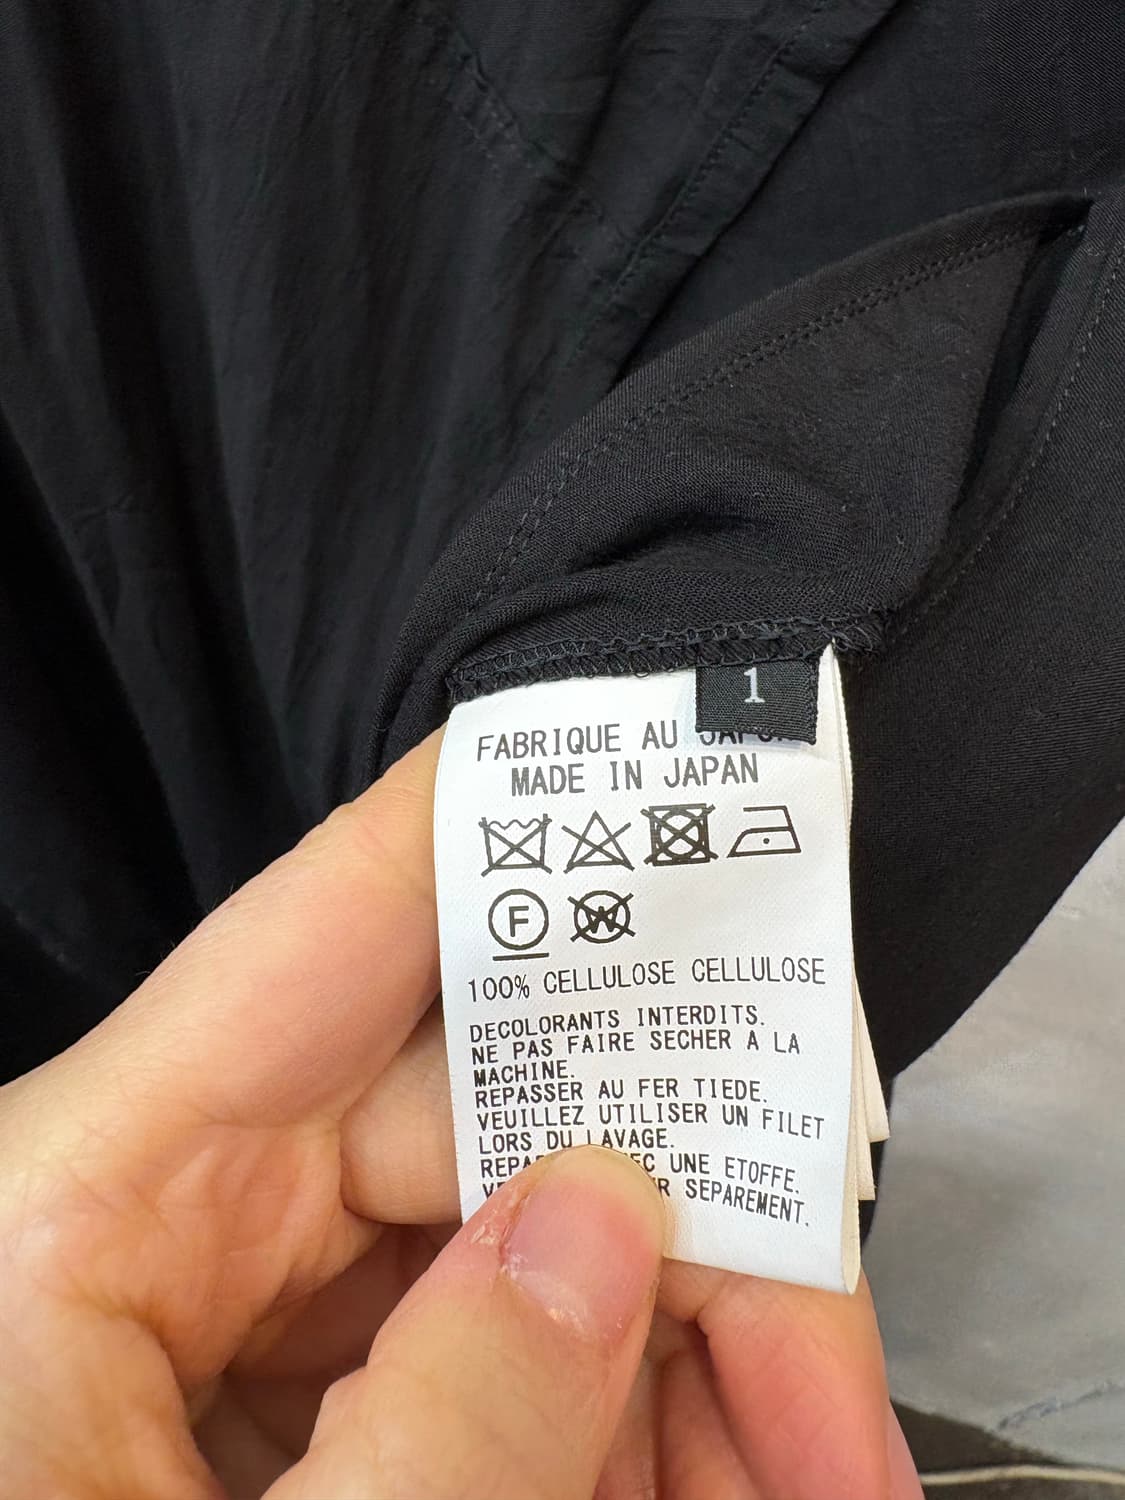 1
FABRIQUE AU
MADE IN JAPAN
F
W
100% CELLULOSE CELLULOSE
DECOLORANTS INTERDITS.
NE PAS FAIRE SECHER A LA
MACHINE.
REPASSER AU FER TIEDE.
VEUILLEZ UTILISER UN FILET
LORS DU LAVAGE.
UNE ETOFFE.
SEPAREMENT.